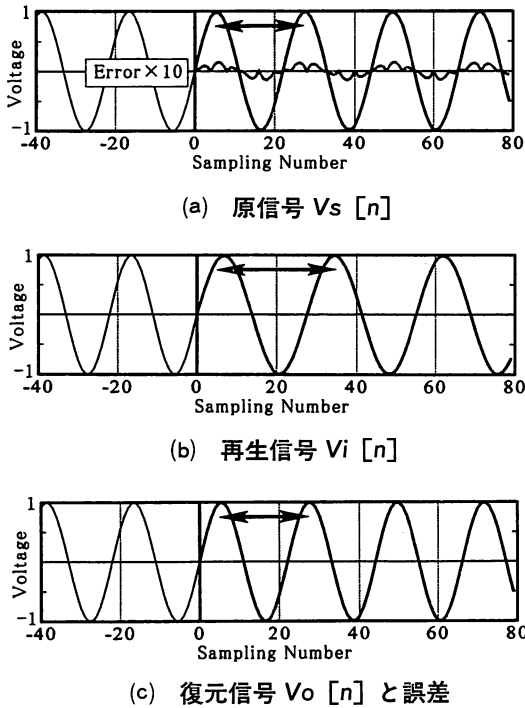 1
Voltage
Error×10
-1
-40 -20 0 20 40 60 80
Sampling Number
(a) 原信号 Vs [n]
1
Voltage
-1
-40 -20 0 20 40 60 80
Sampling Number
(b) 再生信号 Vi [n]
1
Voltage
-1
-40 -20 0 20 40 60 80
Sampling Number
(c) 復元信号 Vo [n] と誤差